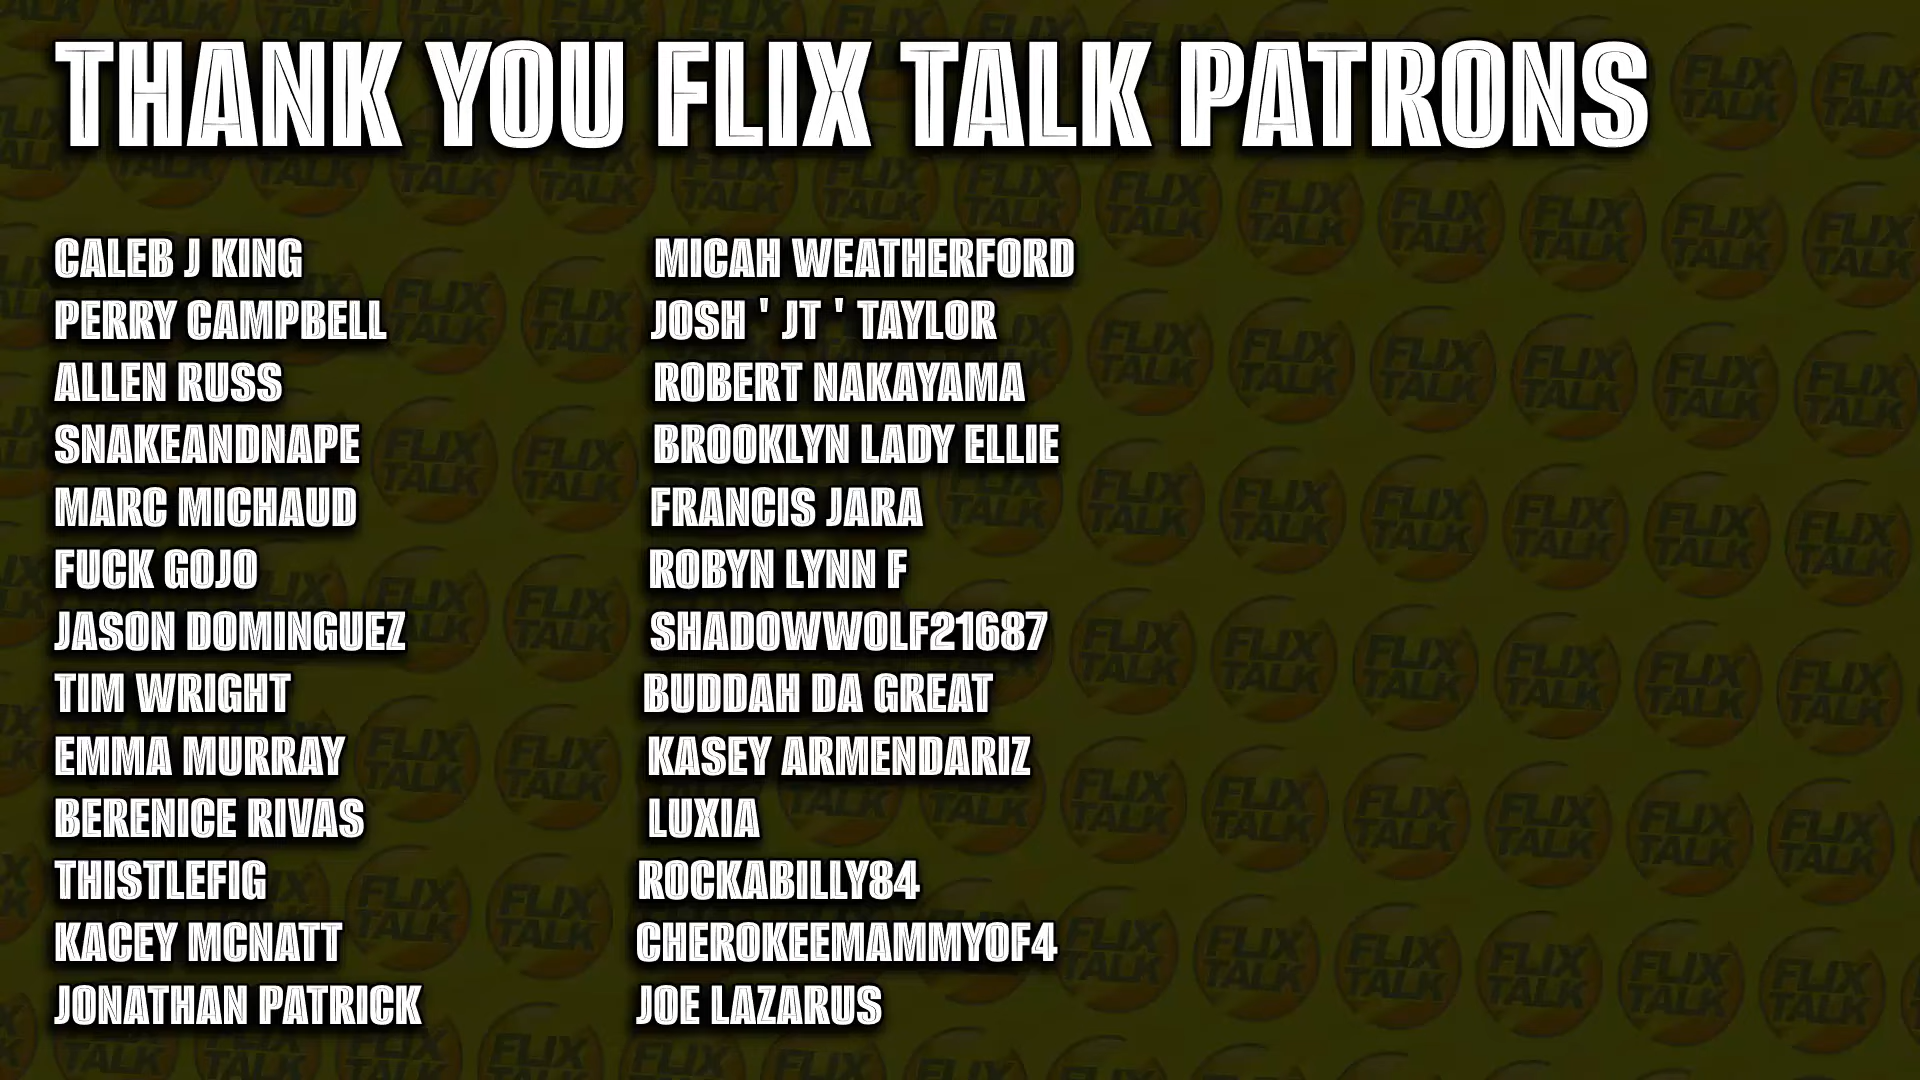 THANK YOU FLIX TALK PATRONS
CALEB J KING
PERRY CAMPBELL
ALLEN RUSS
SNAKEANDNAPE
MARC MICHAUD
FUCK GOJO
JASON DOMINGUEZ
TIM WRIGHT
EMMA MURRAY
BERENICE RIVAS
THISTLEFIG
KACEY MCNATT
JONATHAN PATRICK
MICAH WEATHERFORD
JOSH ' JT ' TAYLOR
ROBERT NAKAYAMA
BROOKLYN LADY ELLIE
FRANCIS JARA
ROBYN LYNN F
SHADOWWOLF21687
BUDDAH DA GREAT
KASEY ARMENDARIZ
LUXIA
ROCKABILLY84
CHEROKEEMAMMYOF4
JOE LAZARUS
FLIX
TALK